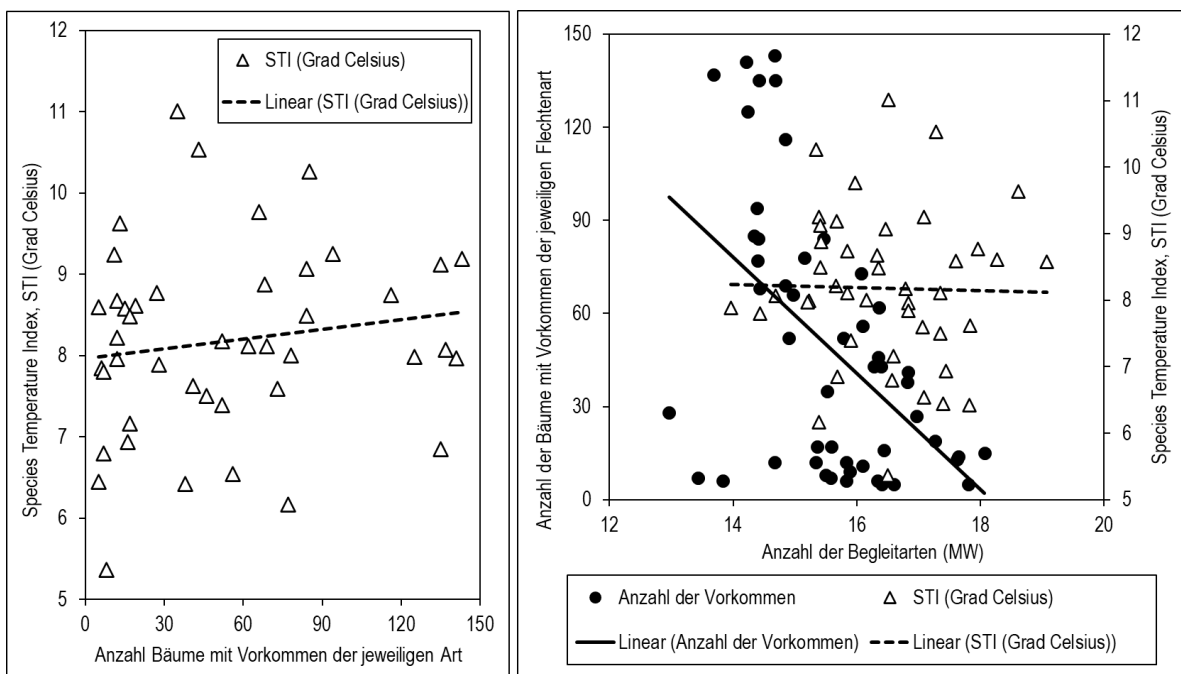 12
11
10
9
8
7
6
5
Species Temperature Index, STI (Grad Celsius)
STI (Grad Celsius)
Linear (STI (Grad Celsius))
0 30 60 90 120 150
Anzahl Bäume mit Vorkommen der jeweiligen Art
150
120
90
60
30
0
Anzahl der Bäume mit Vorkommen der jeweiligen Flechtenart
12
11
10
9
8
7
6
5
Species Temperature Index, STI (Grad Celsius)
12 14 16 18 20
Anzahl der Begleitarten (MW)
Anzahl der Vorkommen STI (Grad Celsius)
Linear (Anzahl der Vorkommen) Linear (STI (Grad Celsius))